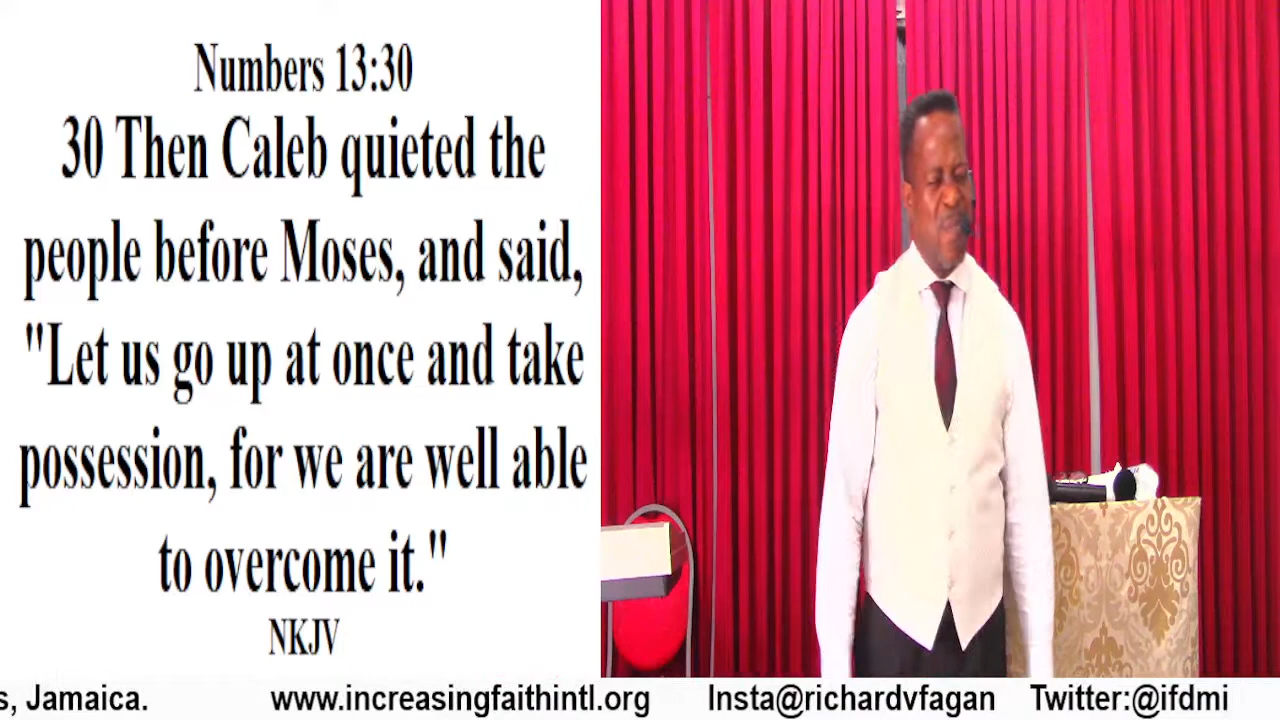 Numbers 13:30
30 Then Caleb quieted the
people before Moses, and said,
"Let us go up at once and take
possession, for we are well able
to overcome it."
NKJV
s, Jamaica. www.increasingfaithintl.org Insta@richardvfagan Twitter:@ifdmi